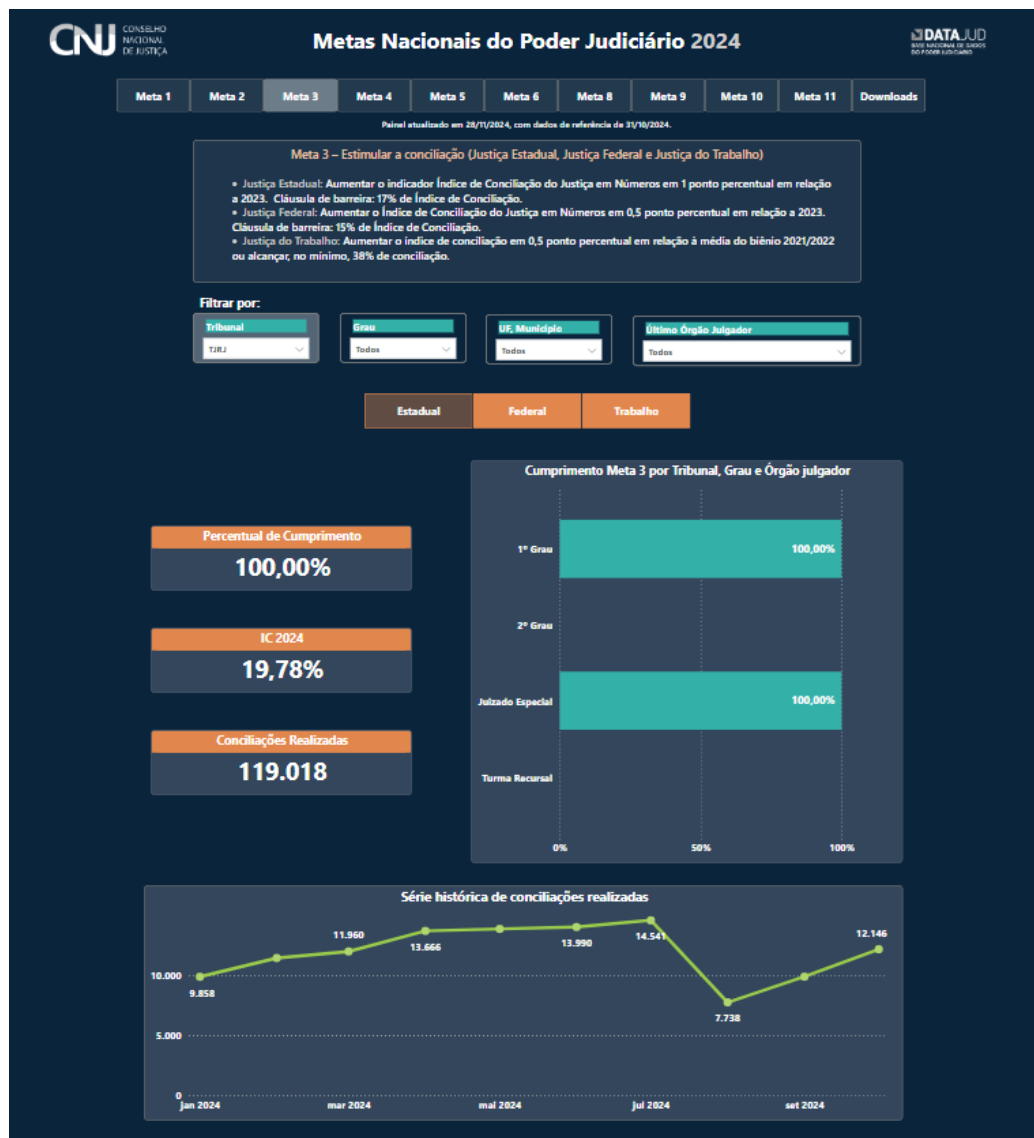 CNJ
CONSELHO
NACIONAL
DE JUSTIÇA
Metas Nacionais do Poder Judiciário 2024
DATAJUD
BASE NACIONAL DE DADOS
DO PODER JUDICIÁRIO
Meta 1 Meta 2 Meta 3 Meta 4 Meta 5 Meta 6 Meta 8 Meta 9 Meta 10 Meta 11 Downloads
Painel atualizado em 28/11/2024, com dados de referência de 31/10/2024.
Meta 3 – Estimular a conciliação (Justiça Estadual, Justiça Federal e Justiça do Trabalho)
• Justiça Estadual: Aumentar o indicador Índice de Conciliação do Justiça em Números em 1 ponto percentual em relação
a 2023. Cláusula de barreira: 17% de Índice de Conciliação.
• Justiça Federal: Aumentar o Índice de Conciliação do Justiça em Números em 0,5 ponto percentual em relação a 2023.
Cláusula de barreira: 15% de Índice de Conciliação.
• Justiça do Trabalho: Aumentar o índice de conciliação em 0,5 ponto percentual em relação à média do biênio 2021/2022
ou alcançar, no mínimo, 38% de conciliação.
Filtrar por:
Tribunal Grau UF, Município Último Órgão Julgador
TJRJ Todos Todos Todos
Estadual Federal Trabalho
Cumprimento Meta 3 por Tribunal, Grau e Órgão julgador
Percentual de Cumprimento
100,00%
IC 2024
19,78%
Conciliações Realizadas
119.018
1º Grau 100,00%
2º Grau
Juizado Especial 100,00%
Turma Recursal
0% 50% 100%
Série histórica de conciliações realizadas
10.000
5.000
0
9.858
11.960
13.666
13.990
14.541
7.738
12.146
jan 2024 mar 2024 mai 2024 jul 2024 set 2024